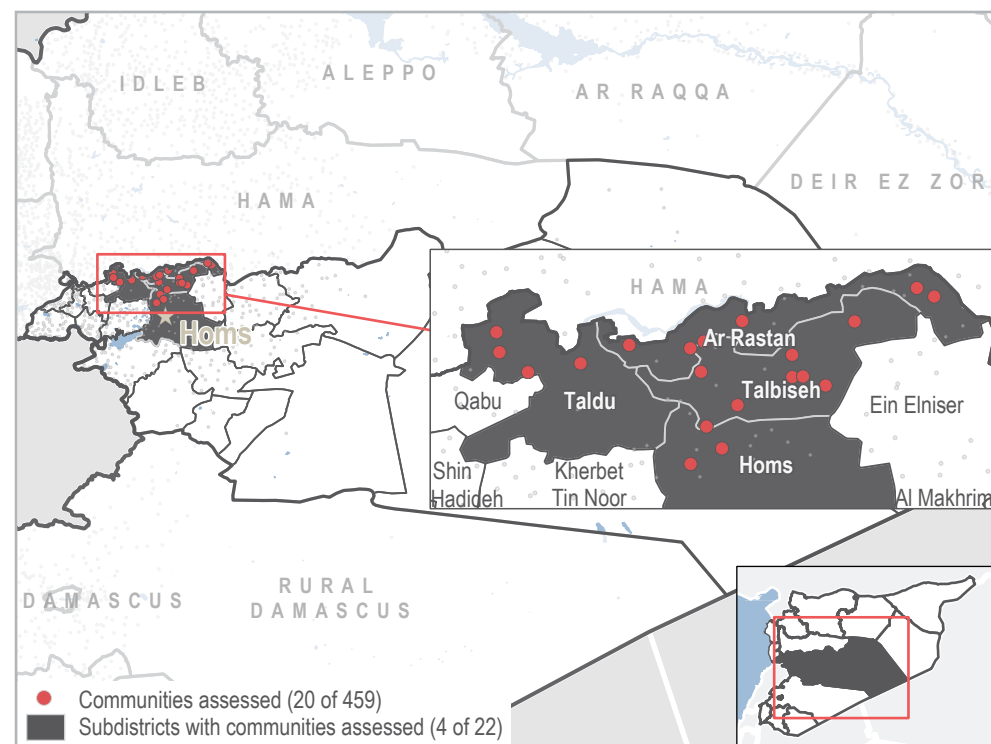 IDLEB
ALEPPO
AR RAQQA
HAMA
DEIR EZ ZOR
Homs
HAMA
Ar-Rastan
Qabu
Taldu
Talbiseh
Ein Elniser
Shin
Hadideh
Kherbet
Tin Noor
Homs
Al Makhrim
DAMASCUS
RURAL
DAMASCUS
Communities assessed (20 of 459)
Subdistricts with communities assessed (4 of 22)